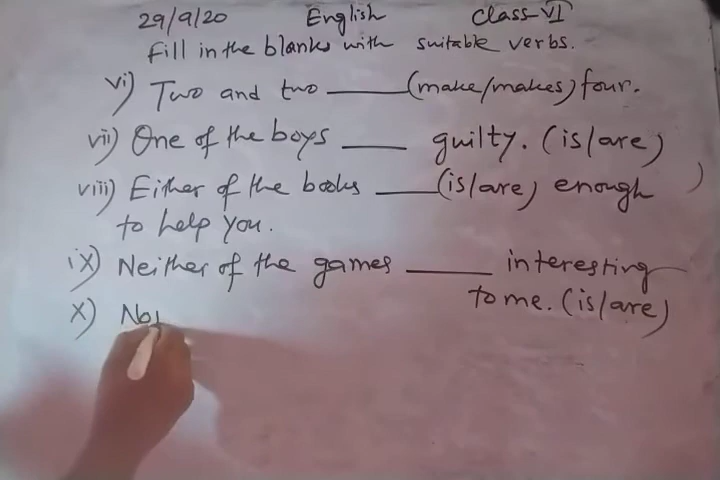 29/9/20 English Class-VI
Fill in the blanks with suitable verbs.
vi) Two and two ____ (make/makes) four.
vii) One of the boys ____ guilty. (is/are)
viii) Either of the books ____ (is/are) enough
to help you.
ix) Neither of the games ____ interesting
to me. (is/are)
x)